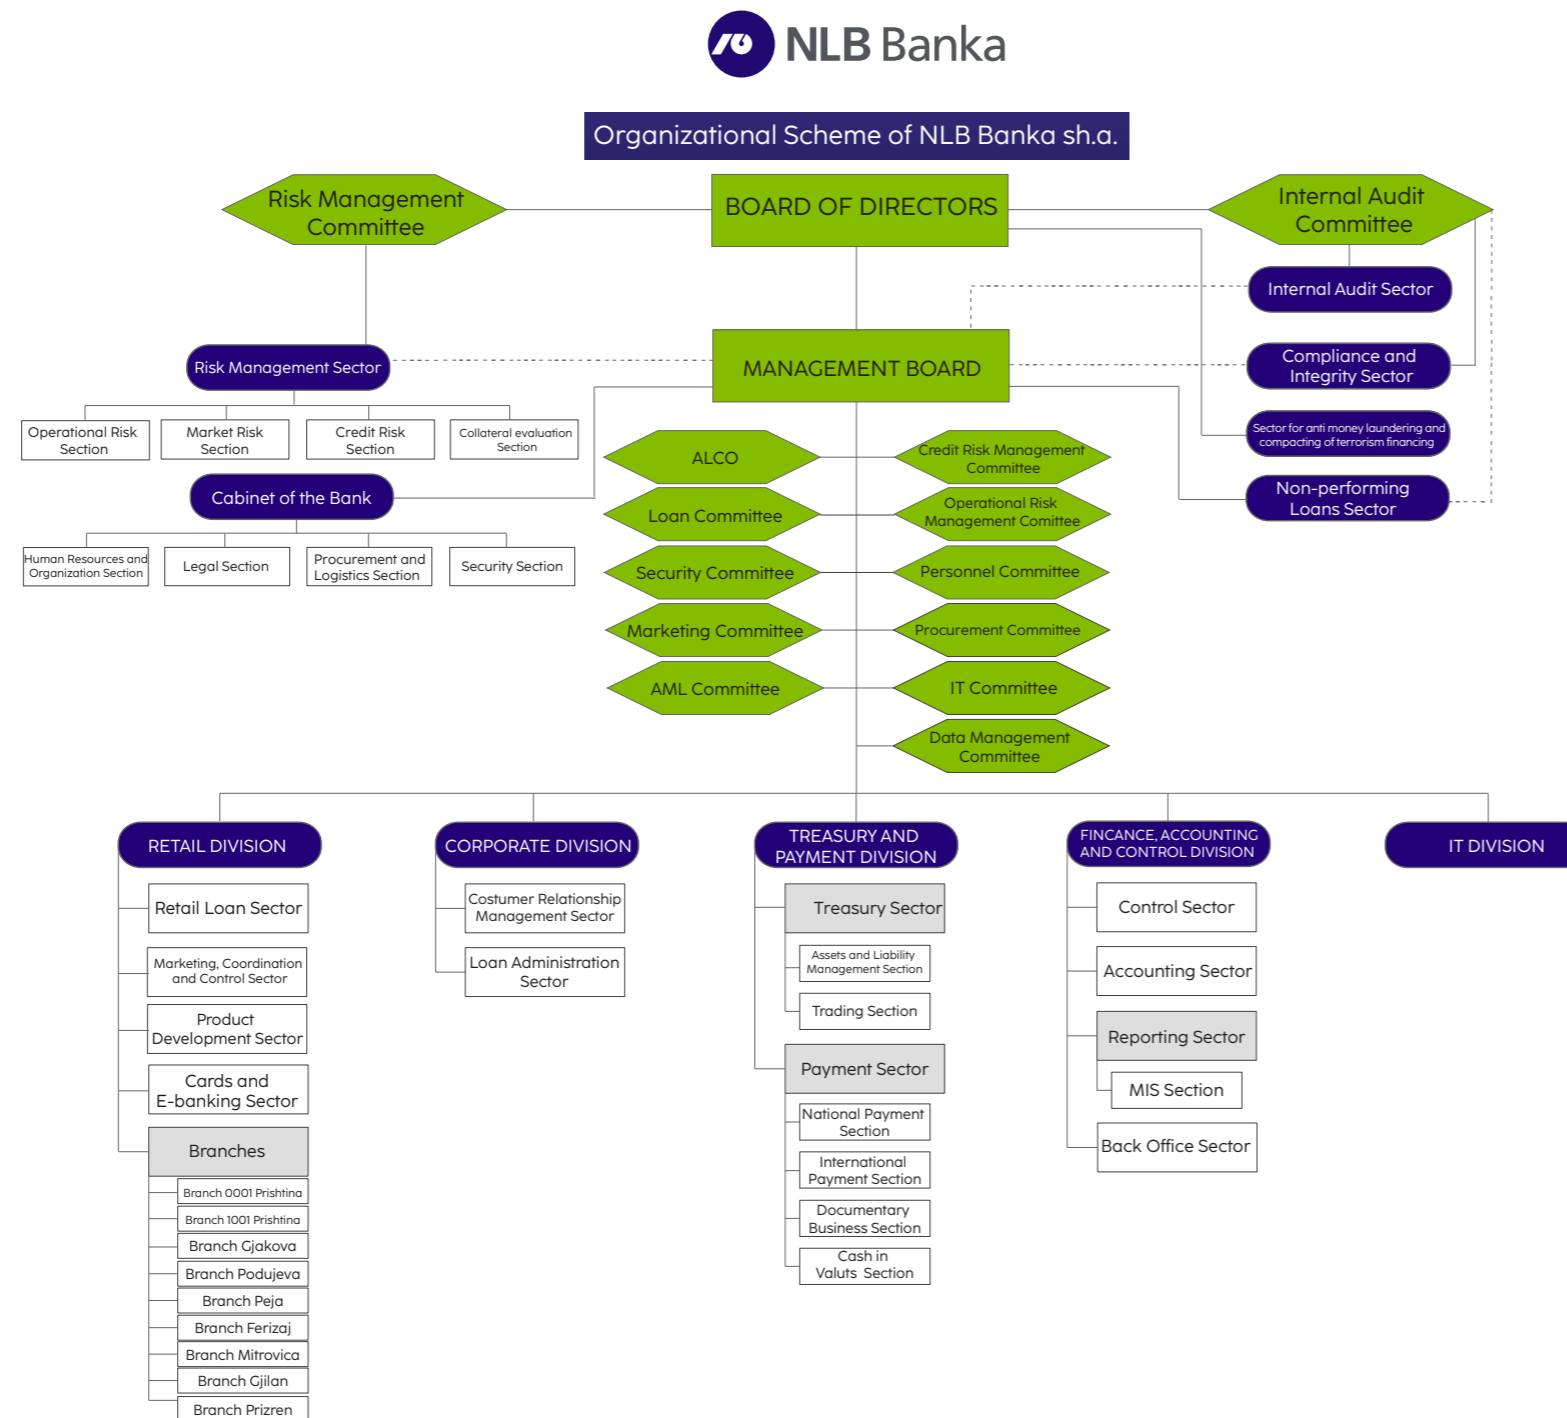 NLB Banka
Organizational Scheme of NLB Banka sh.a.
Risk Management
Committee
BOARD OF DIRECTORS
Internal Audit
Committee
Internal Audit Sector
Risk Management Sector
MANAGEMENT BOARD
Compliance and
Integrity Sector
Operational Risk
Section
Market Risk
Section
Credit Risk
Section
Collateral evaluation
Section
Sector for anti money laundering and
compacting of terrorism financing
Cabinet of the Bank
Non-performing
Loans Sector
Human Resources and
Organization Section
Legal Section
Procurement and
Logistics Section
Security Section
ALCO
Credit Risk Management
Committee
Loan Committee
Operational Risk
Management Comittee
Security Committee
Personnel Committee
Marketing Committee
Procurement Committee
AML Committee
IT Committee
Data Management
Committee
RETAIL DIVISION
Retail Loan Sector
Marketing, Coordination
and Control Sector
Product
Development Sector
Cards and
E-banking Sector
Branches
Branch 0001 Prishtina
Branch 1001 Prishtina
Branch Gjakova
Branch Podujeva
Branch Peja
Branch Ferizaj
Branch Mitrovica
Branch Gjilan
Branch Prizren
CORPORATE DIVISION
Costumer Relationship
Management Sector
Loan Administration
Sector
TREASURY AND
PAYMENT DIVISION
Treasury Sector
Assets and Liability
Management Section
Trading Section
Payment Sector
National Payment
Section
International
Payment Section
Documentary
Business Section
Cash in
Valuts Section
FINCANCE, ACCOUNTING
AND CONTROL DIVISION
Control Sector
Accounting Sector
Reporting Sector
MIS Section
Back Office Sector
IT DIVISION